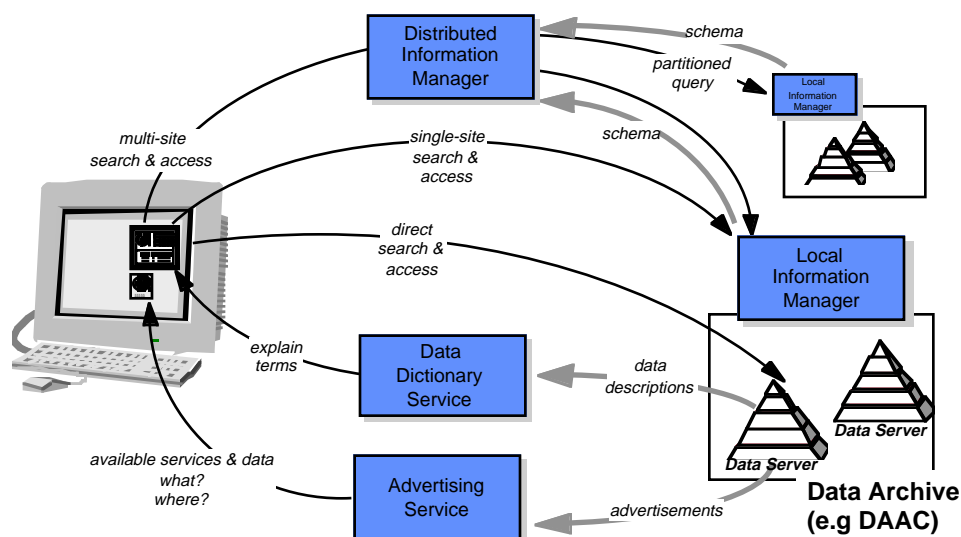 Distributed
Information
Manager
schema
partitioned
query
Local
Information
Manager
multi-site
search & access
single-site
search &
access
schema
direct
search &
access
Local
Information
Manager
explain
terms
Data
Dictionary
Service
data
descriptions
Data Server
Data Server
available services & data
what?
where?
Advertising
Service
advertisements
Data Archive
(e.g DAAC)